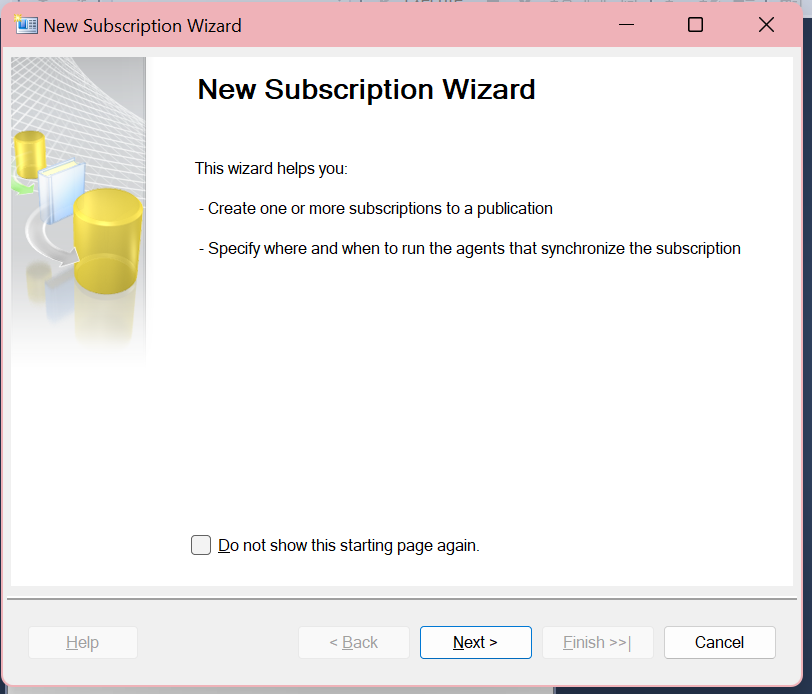 New Subscription Wizard
New Subscription Wizard
This wizard helps you:
- Create one or more subscriptions to a publication
- Specify where and when to run the agents that synchronize the subscription
Do not show this starting page again.
Help
< Back
Next >
Finish >>|
Cancel